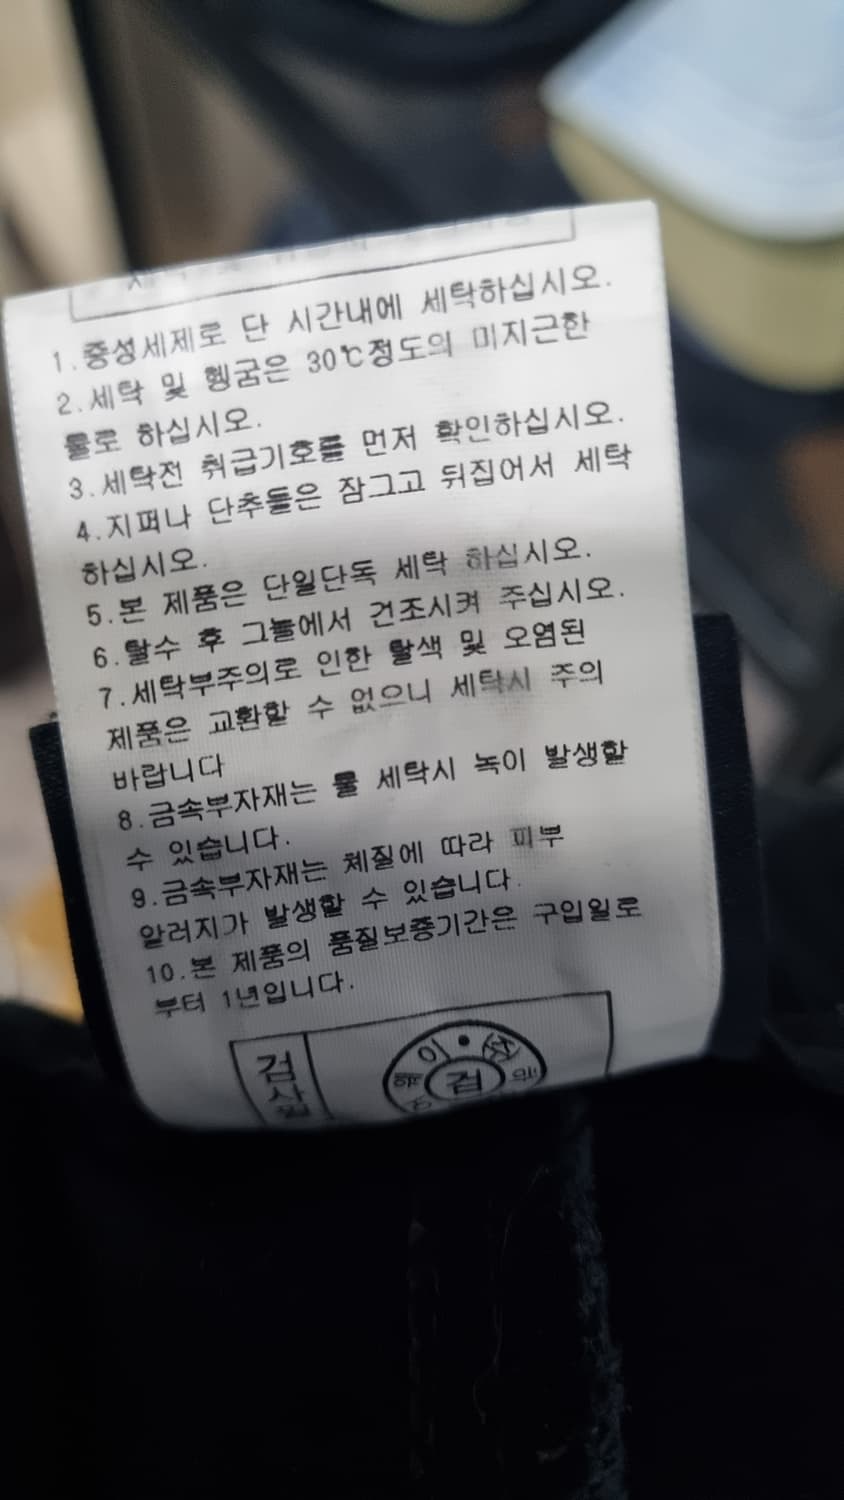 1.중성세제로 단 시간내에 세탁하십시오.
2.세탁 및 헹굼은 30℃정도의 미지근한
물로 하십시오.
3.세탁전 취급기호를 먼저 확인하십시오.
4.지퍼나 단추들은 잠그고 뒤집어서 세탁
하십시오.
5.본 제품은 단일단독 세탁 하십시오.
6.탈수 후 그늘에서 건조시켜 주십시오.
7.세탁부주의로 인한 탈색 및 오염된
제품은 교환할 수 없으니 세탁시 주의
바랍니다
8.금속부자재는 물 세탁시 녹이 발생할
수 있습니다.
9.금속부자재는 체질에 따라 피부
알러지가 발생할 수 있습니다.
10.본 제품의 품질보증기간은 구입일로
부터 1년입니다.
검사필
검